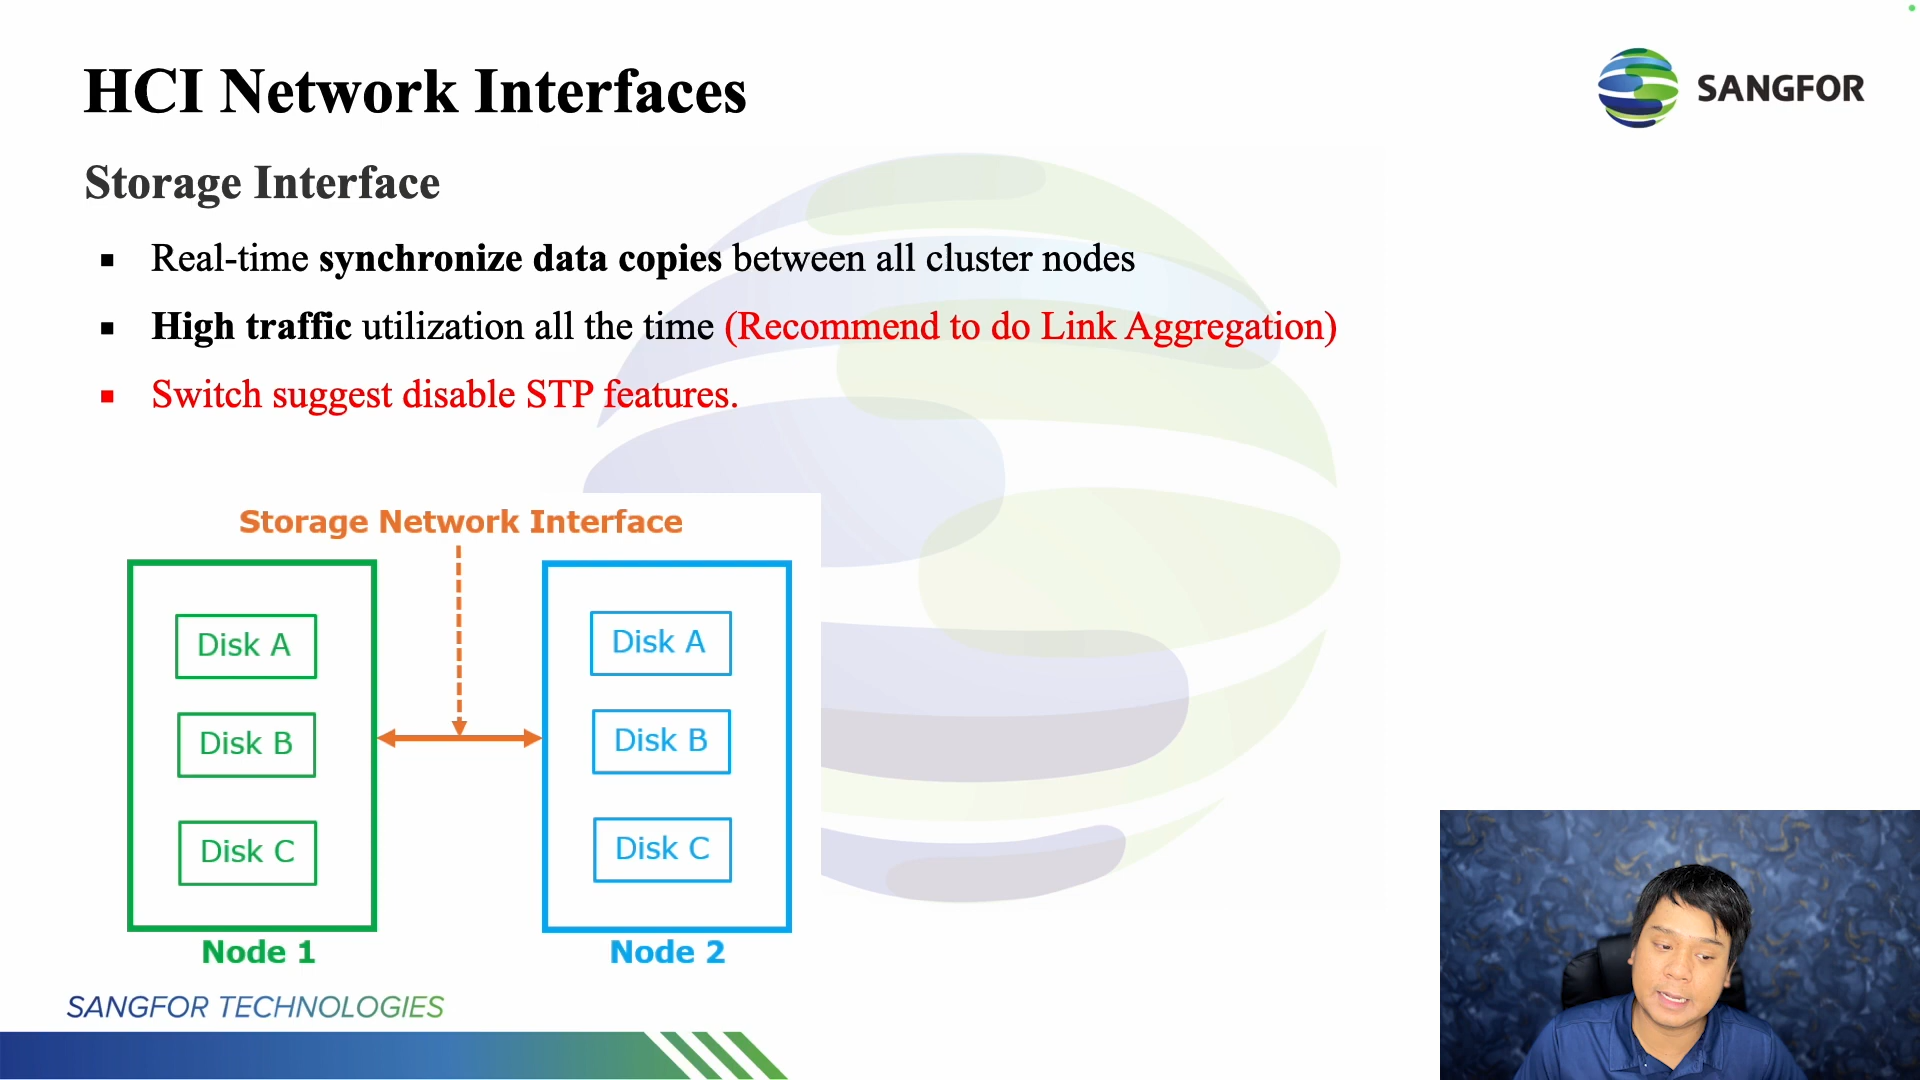 HCI Network Interfaces
SANGFOR
Storage Interface
Real-time synchronize data copies between all cluster nodes
High traffic utilization all the time (Recommend to do Link Aggregation)
Switch suggest disable STP features.
Storage Network Interface
Disk A
Disk B
Disk C
Node 1
Disk A
Disk B
Disk C
Node 2
SANGFOR TECHNOLOGIES